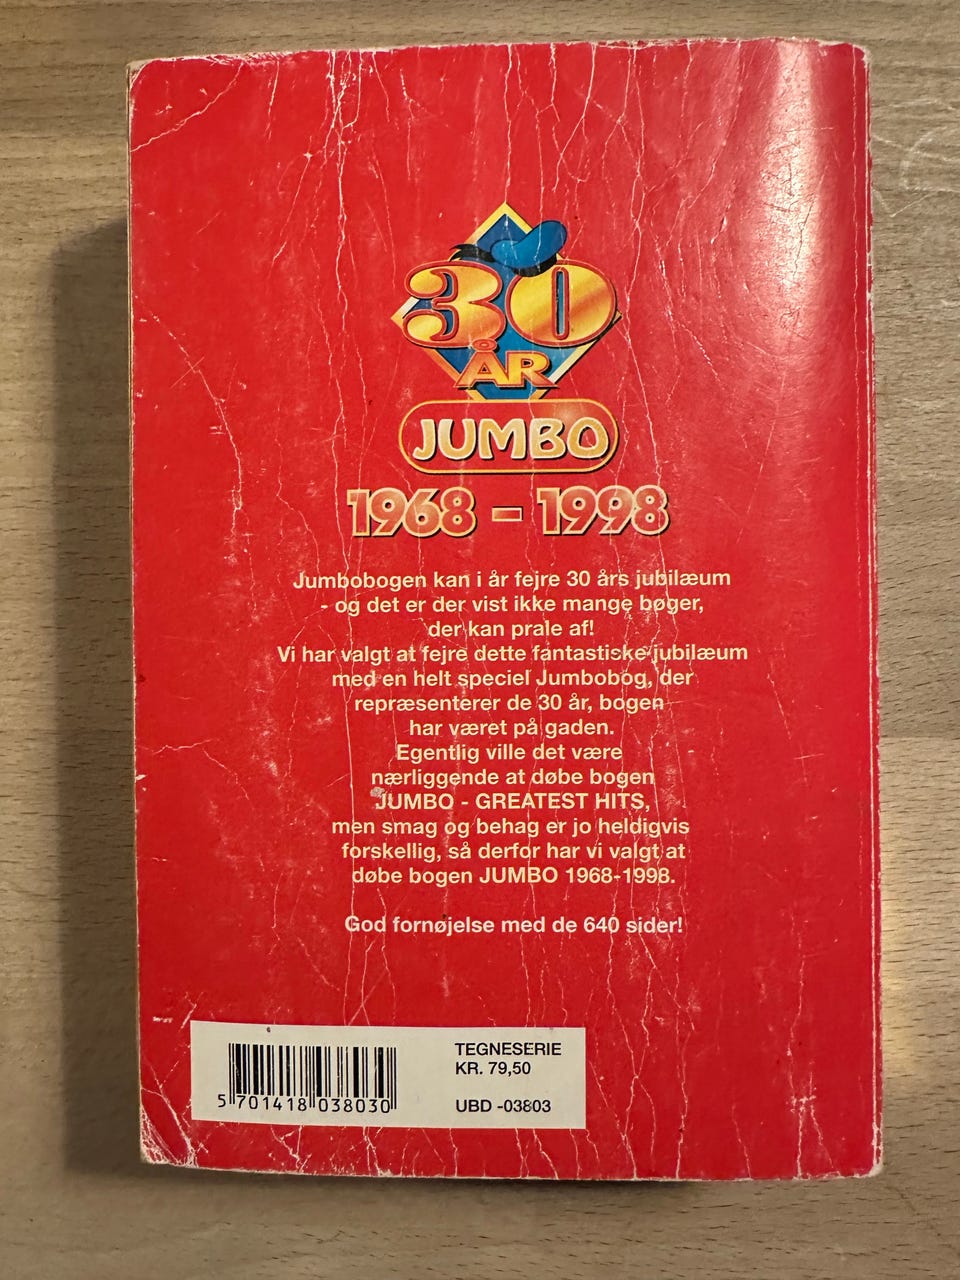 30
ÅR
JUMBO
1968 - 1998
Jumbobogen kan i år fejre 30 års jubilæum
- og det er der vist ikke mange bøger,
der kan prale af!
Vi har valgt at fejre dette fantastiske jubilæum
med en helt speciel Jumbobog, der
repræsenterer de 30 år, bogen
har været på gaden.
Egentlig ville det være
nærliggende at døbe bogen
JUMBO - GREATEST HITS,
men smag og behag er jo heldigvis
forskellig, så derfor har vi valgt at
døbe bogen JUMBO 1968-1998.
God fornøjelse med de 640 sider!
TEGNESERIE
KR. 79,50
UBD -03803
5 701418 038030